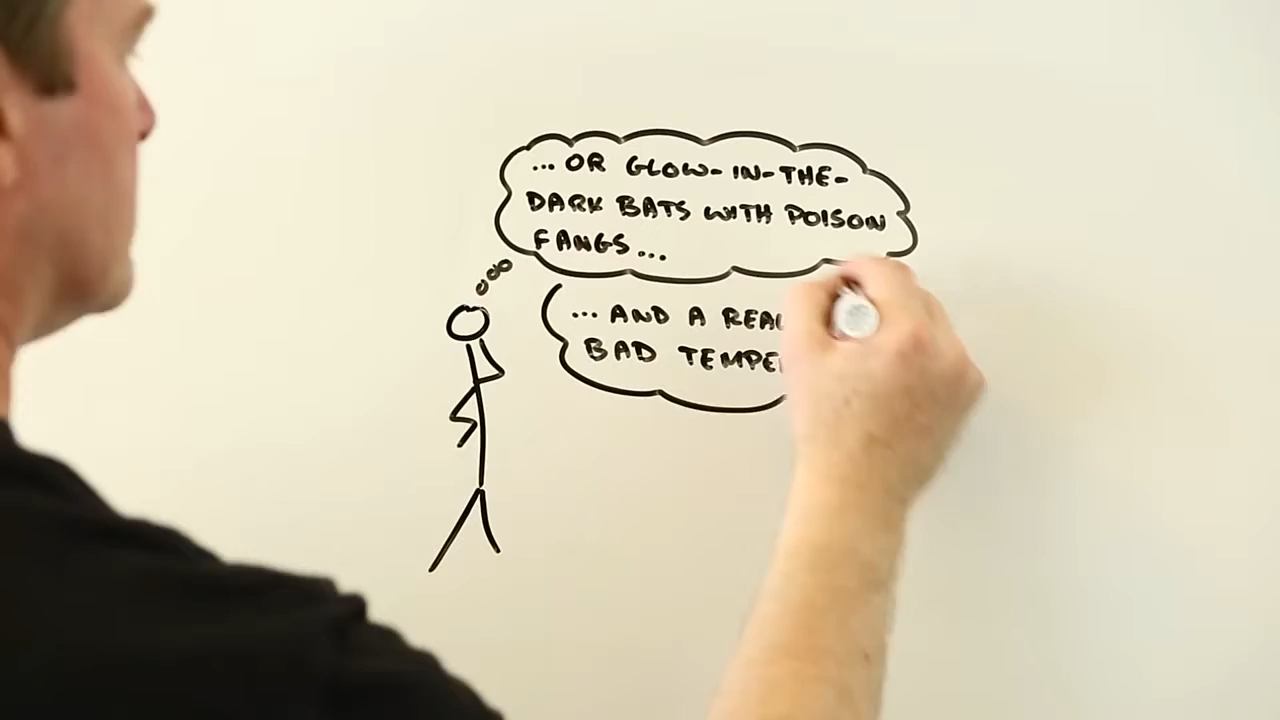 ...OR GLOW-IN-THE-
DARK BATS WITH POISON
FANGS...
...AND A
BAD